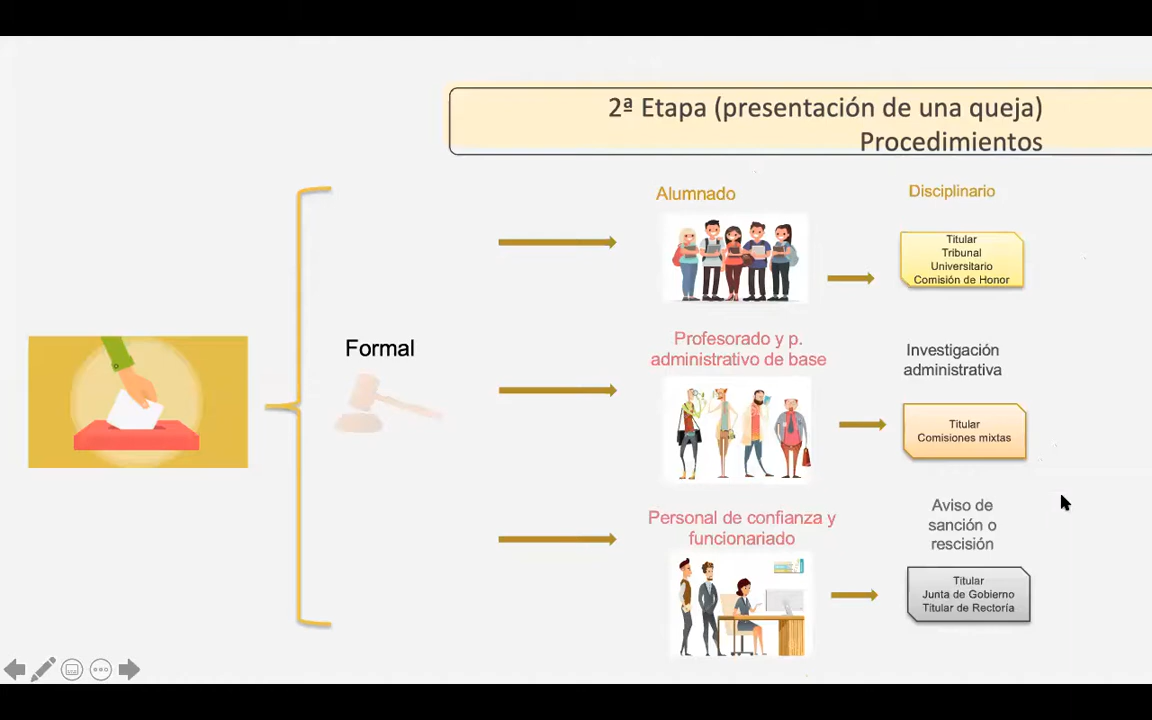 2ª Etapa (presentación de una queja)
Procedimientos
Formal
Alumnado
Disciplinario
Titular
Tribunal
Universitario
Comisión de Honor
Profesorado y p.
administrativo de base
Investigación
administrativa
Titular
Comisiones mixtas
Personal de confianza y
funcionariado
Aviso de
sanción o
rescisión
Titular
Junta de Gobierno
Titular de Rectoría